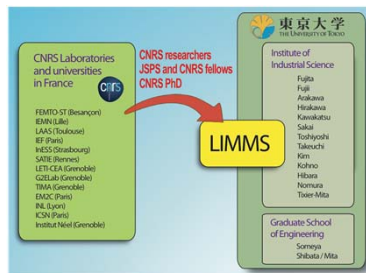 CNRS Laboratories
and universities
in France
cnrs
FEMTO-ST (Besançon)
IEMN (Lille)
LAAS (Toulouse)
IEF (Paris)
InESS (Strasbourg)
SATIE (Rennes)
LETI-CEA (Grenoble)
G2ELab (Grenoble)
TIMA (Grenoble)
EM2C (Paris)
INL (Lyon)
ICSN (Paris)
Institut Néel (Grenoble)
CNRS researchers
JSPS and CNRS fellows
CNRS PhD
LIMMS
東京大学
THE UNIVERSITY OF TOKYO
Institute of
Industrial Science
Fujita
Fujii
Arakawa
Hirakawa
Kawakatsu
Sakai
Toshiyoshi
Takeuchi
Kim
Kohno
Hibara
Nomura
Tixier-Mita
Graduate School
of Engineering
Someya
Shibata / Mita